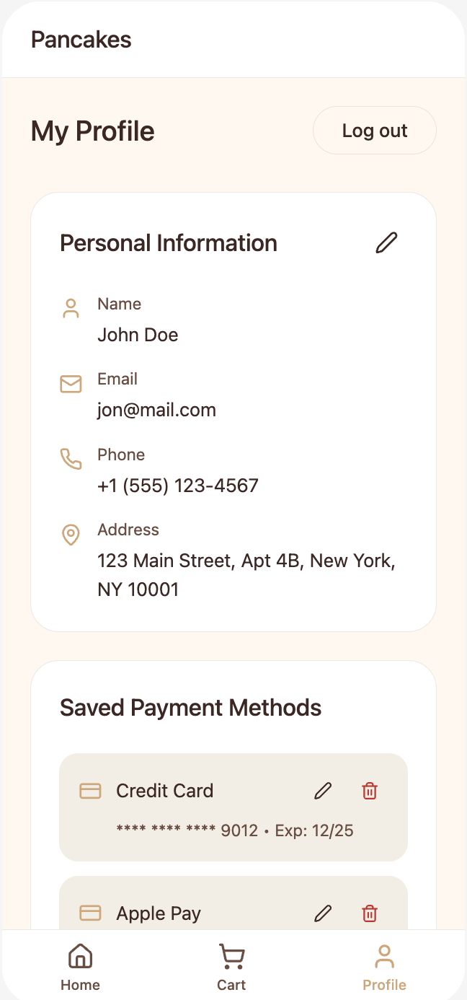 Pancakes
My Profile
Log out
Personal Information
Name
John Doe
Email
jon@mail.com
Phone
+1 (555) 123-4567
Address
123 Main Street, Apt 4B, New York,
NY 10001
Saved Payment Methods
Credit Card
**** **** **** 9012 • Exp: 12/25
Apple Pay
Home
Cart
Profile